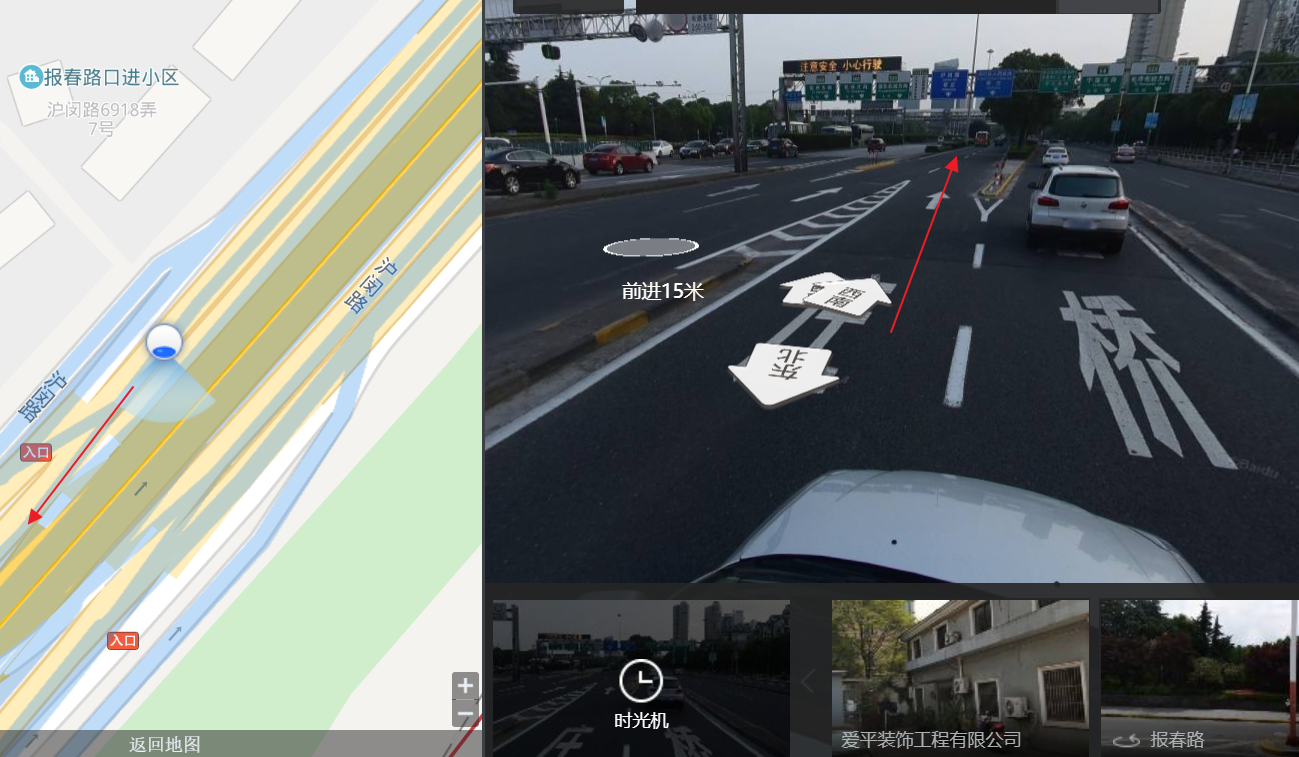 报春路口进小区
沪闵路6918弄
7号
沪闵路
沪闵路
入口
入口
返回地图
注意安全 小心行驶
前进15米
西南
东北
桥
Baidu
时光机
爱平装饰工程有限公司
报春路